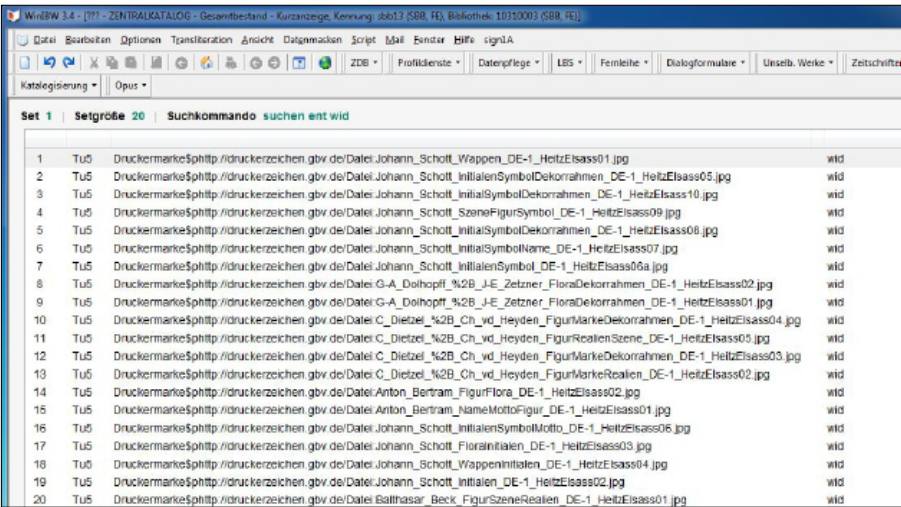 WinIBW 3.4 - [??? - ZENTRALKATALOG - Gesamtbestand - Kurzanzeige, Kennung: sbb13 (SBB, FE), Bibliothek: 10310003 (SBB, FE)]
Datei Bearbeiten Optionen Transliteration Ansicht Datenmasken Script Mail Fenster Hilfe sign1A
ZDB Profildienste Datenpflege LBS Fernleihe Dialogformulare Unselb. Werke Zeitschriften
Katalogisierung Opus
Set 1 | Setgröße 20 | Suchkommando suchen ent wid
1 Tu5 Druckermarke$phttp://druckerzeichen.gbv.de/Datei:Johann_Schott_Wappen_DE-1_HeitzElsass01.jpg wid
2 Tu5 Druckermarke$phttp://druckerzeichen.gbv.de/Datei:Johann_Schott_InitialenSymbolDekorrahmen_DE-1_HeitzElsass05.jpg wid
3 Tu5 Druckermarke$phttp://druckerzeichen.gbv.de/Datei:Johann_Schott_InitialSymbolDekorrahmen_DE-1_HeitzElsass10.jpg wid
4 Tu5 Druckermarke$phttp://druckerzeichen.gbv.de/Datei:Johann_Schott_SzeneFigurSymbol_DE-1_HeitzElsass09.jpg wid
5 Tu5 Druckermarke$phttp://druckerzeichen.gbv.de/Datei:Johann_Schott_InitialSymbolDekorrahmen_DE-1_HeitzElsass08.jpg wid
6 Tu5 Druckermarke$phttp://druckerzeichen.gbv.de/Datei:Johann_Schott_InitialSymbolName_DE-1_HeitzElsass07.jpg wid
7 Tu5 Druckermarke$phttp://druckerzeichen.gbv.de/Datei:Johann_Schott_InitialenSymbol_DE-1_HeitzElsass06a.jpg wid
8 Tu5 Druckermarke$phttp://druckerzeichen.gbv.de/Datei:G-A_Dolhopff_%2B_J-E_Zetzner_FloraDekorrahmen_DE-1_HeitzElsass02.jpg wid
9 Tu5 Druckermarke$phttp://druckerzeichen.gbv.de/Datei:G-A_Dolhopff_%2B_J-E_Zetzner_FloraDekorrahmen_DE-1_HeitzElsass01.jpg wid
10 Tu5 Druckermarke$phttp://druckerzeichen.gbv.de/Datei:C_Dietzel_%2B_Ch_vd_Heyden_FigurMarkeDekorrahmen_DE-1_HeitzElsass04.jpg wid
11 Tu5 Druckermarke$phttp://druckerzeichen.gbv.de/Datei:C_Dietzel_%2B_Ch_vd_Heyden_FigurRealienSzene_DE-1_HeitzElsass05.jpg wid
12 Tu5 Druckermarke$phttp://druckerzeichen.gbv.de/Datei:C_Dietzel_%2B_Ch_vd_Heyden_FigurMarkeDekorrahmen_DE-1_HeitzElsass03.jpg wid
13 Tu5 Druckermarke$phttp://druckerzeichen.gbv.de/Datei:C_Dietzel_%2B_Ch_vd_Heyden_FigurMarkeRealien_DE-1_HeitzElsass02.jpg wid
14 Tu5 Druckermarke$phttp://druckerzeichen.gbv.de/Datei:Anton_Bertram_FigurFlora_DE-1_HeitzElsass02.jpg wid
15 Tu5 Druckermarke$phttp://druckerzeichen.gbv.de/Datei:Anton_Bertram_NameMottoFigur_DE-1_HeitzElsass01.jpg wid
16 Tu5 Druckermarke$phttp://druckerzeichen.gbv.de/Datei:Johann_Schott_InitialenSymbolMotto_DE-1_HeitzElsass06.jpg wid
17 Tu5 Druckermarke$phttp://druckerzeichen.gbv.de/Datei:Johann_Schott_FloraInitialen_DE-1_HeitzElsass03.jpg wid
18 Tu5 Druckermarke$phttp://druckerzeichen.gbv.de/Datei:Johann_Schott_WappenInitialen_DE-1_HeitzElsass04.jpg wid
19 Tu5 Druckermarke$phttp://druckerzeichen.gbv.de/Datei:Johann_Schott_Initialen_DE-1_HeitzElsass02.jpg wid
20 Tu5 Druckermarke$phttp://druckerzeichen.gbv.de/Datei:Balthasar_Beck_FigurSzeneRealien_DE-1_HeitzElsass01.jpg wid